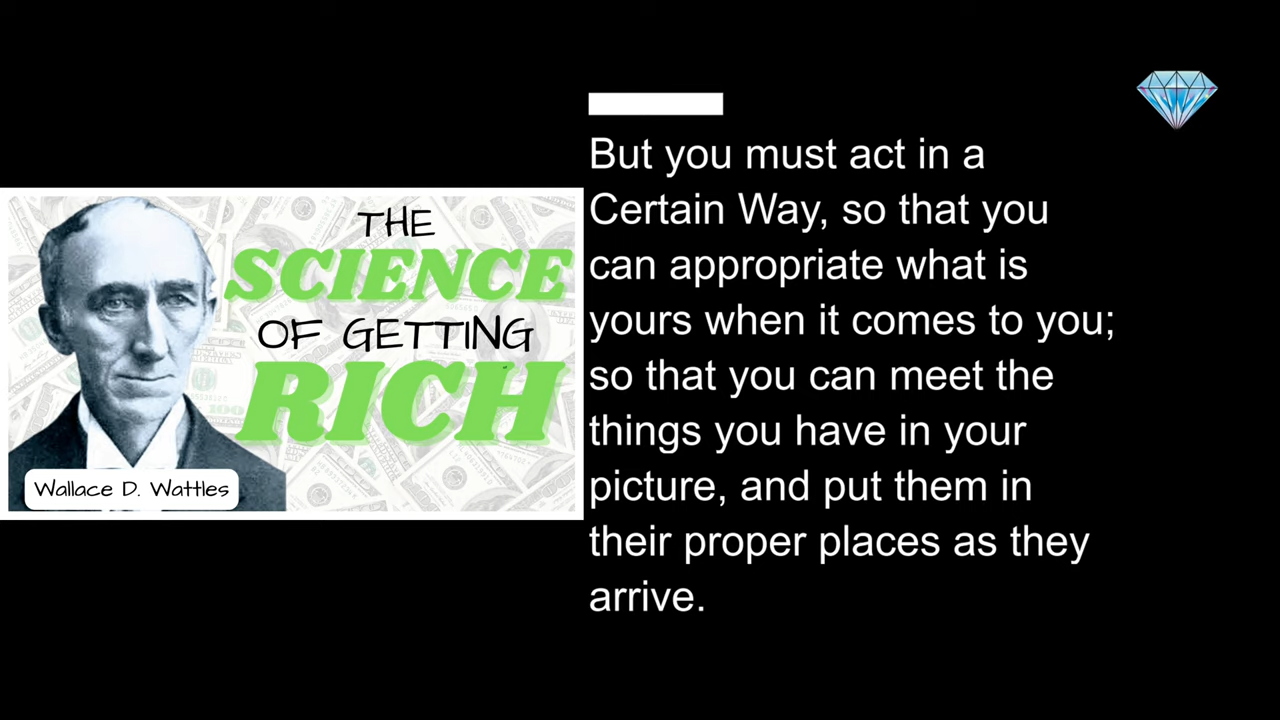 THE
SCIENCE
OF GETTING
RICH
Wallace D. Wattles
But you must act in a
Certain Way, so that you
can appropriate what is
yours when it comes to you;
so that you can meet the
things you have in your
picture, and put them in
their proper places as they
arrive.